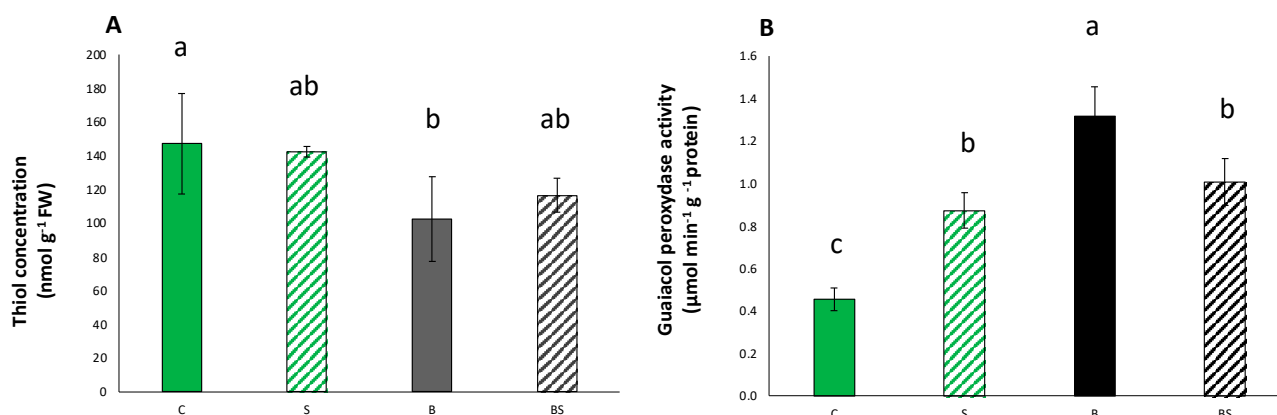 A
Thiol concentration
(nmol g⁻¹ FW)
200
180
160
140
120
100
80
60
40
20
0
a
ab
b
ab
C
S
B
BS
B
Guaiacol peroxydase activity
(µmol min⁻¹ g⁻¹ protein)
1.6
1.4
1.2
1.0
0.8
0.6
0.4
0.2
0.0
c
b
a
b
C
S
B
BS